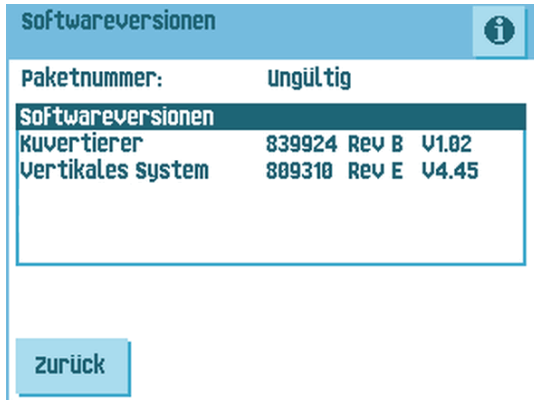 Softwareversionen
Paketnummer: Ungültig
Softwareversionen
Kuvertierer 839924 Rev B V1.02
Vertikales System 809310 Rev E V4.45
Zurück